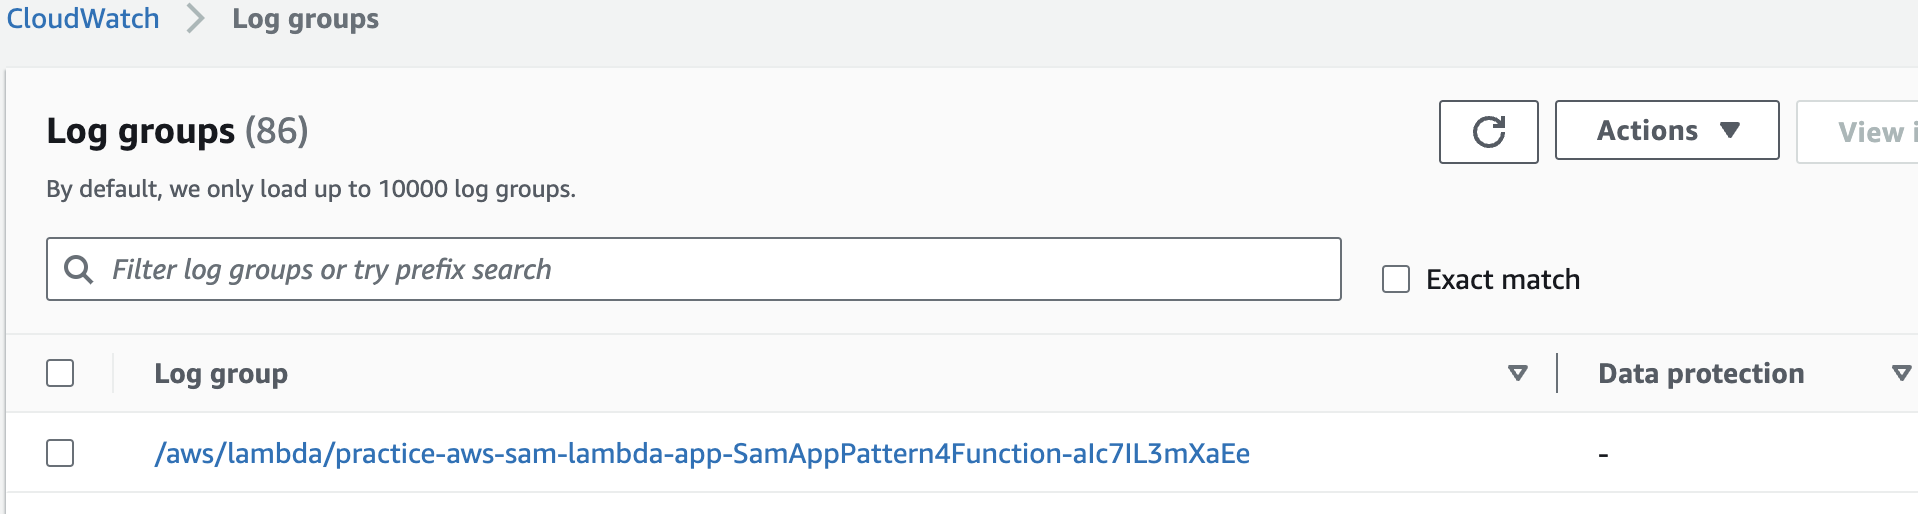 CloudWatch > Log groups
Log groups (86)
Actions ▼
View i
By default, we only load up to 10000 log groups.
Filter log groups or try prefix search
Exact match
Log group
Data protection
/aws/lambda/practice-aws-sam-lambda-app-SamAppPattern4Function-aIc7IL3mXaEe
-